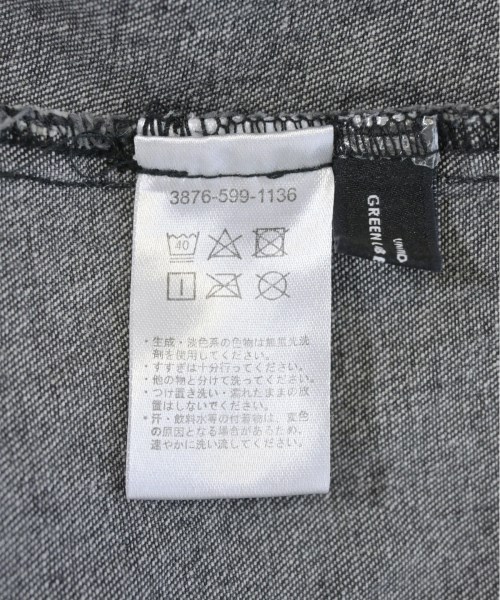 3876-599-1136
40
・生成・淡色系の色物は無蛍光洗
剤を使用してください。
・すすぎは十分行ってください。
・他の物と分けて洗ってください。
・つけ置き洗い・濡れたままの放
置はしないでください。
・汗・飲料水等の付着物は、変色
の原因となる場合があるため、
速やかに洗い流してください。
UNITED
GREEN